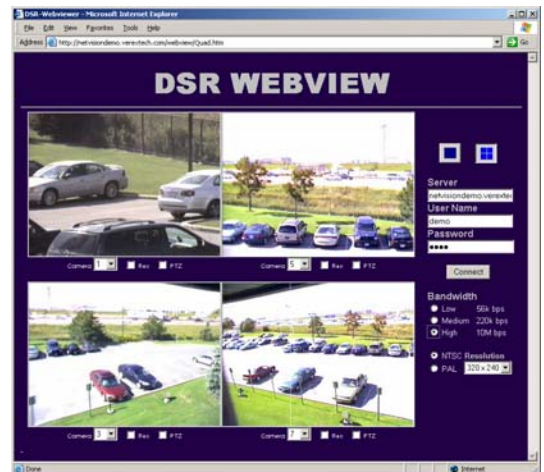 DSR-Webviewer - Microsoft Internet Explorer
File Edit View Favorites Tools Help
Address http://netvisiondemo.verextech.com/webview/Quad.htm Go
DSR WEBVIEW
Server
netvisiondemo.verextec
User Name
demo
Password
••••
Connect
Camera 1 Rec PTZ
Camera 5 Rec PTZ
Bandwidth
Low 56k bps
Medium 220k bps
High 10M bps
NTSC Resolution
PAL 320 x 240
Camera 3 Rec PTZ
Camera 7 Rec PTZ
Done Internet